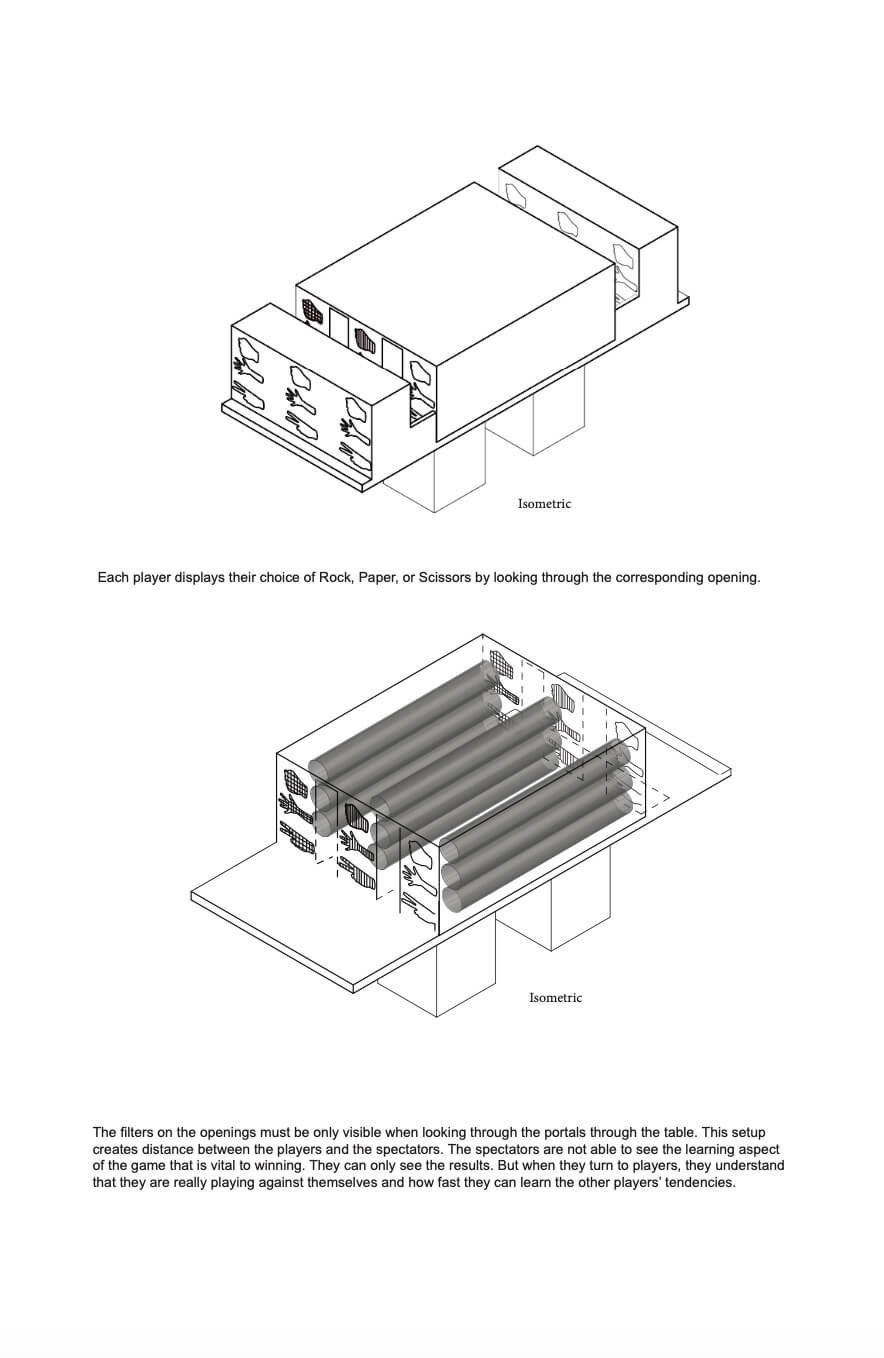 Isometric
Each player displays their choice of Rock, Paper, or Scissors by looking through the corresponding opening.
Isometric
The filters on the openings must be only visible when looking through the portals through the table. This setup
creates distance between the players and the spectators. The spectators are not able to see the learning aspect
of the game that is vital to winning. They can only see the results. But when they turn to players, they understand
that they are really playing against themselves and how fast they can learn the other players’ tendencies.